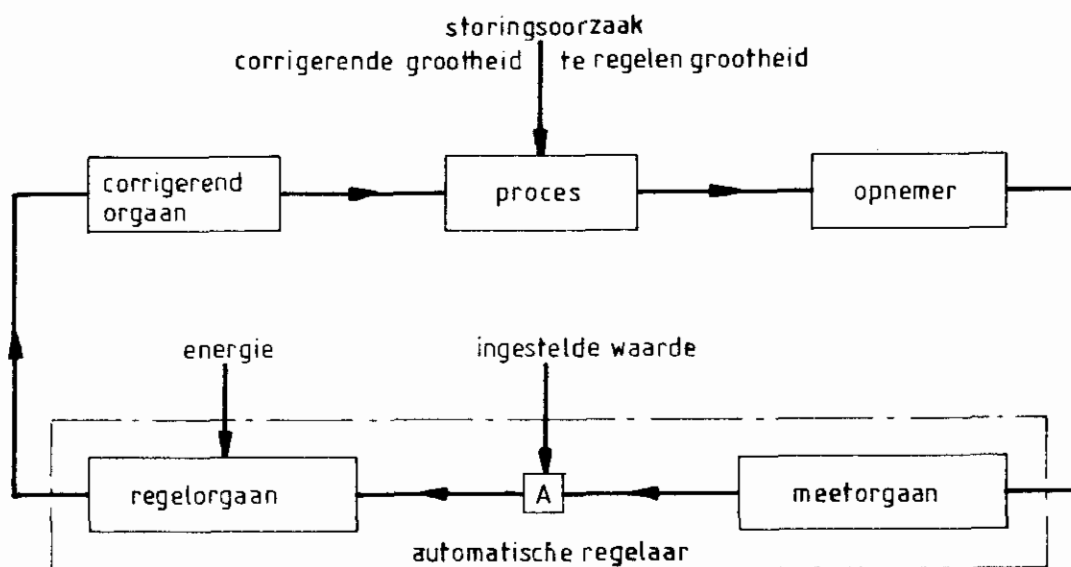 storingsoorzaak
corrigerende grootheid te regelen grootheid
corrigerend
orgaan
proces
opnemer
energie
ingestelde waarde
regelorgaan
A
meetorgaan
automatische regelaar